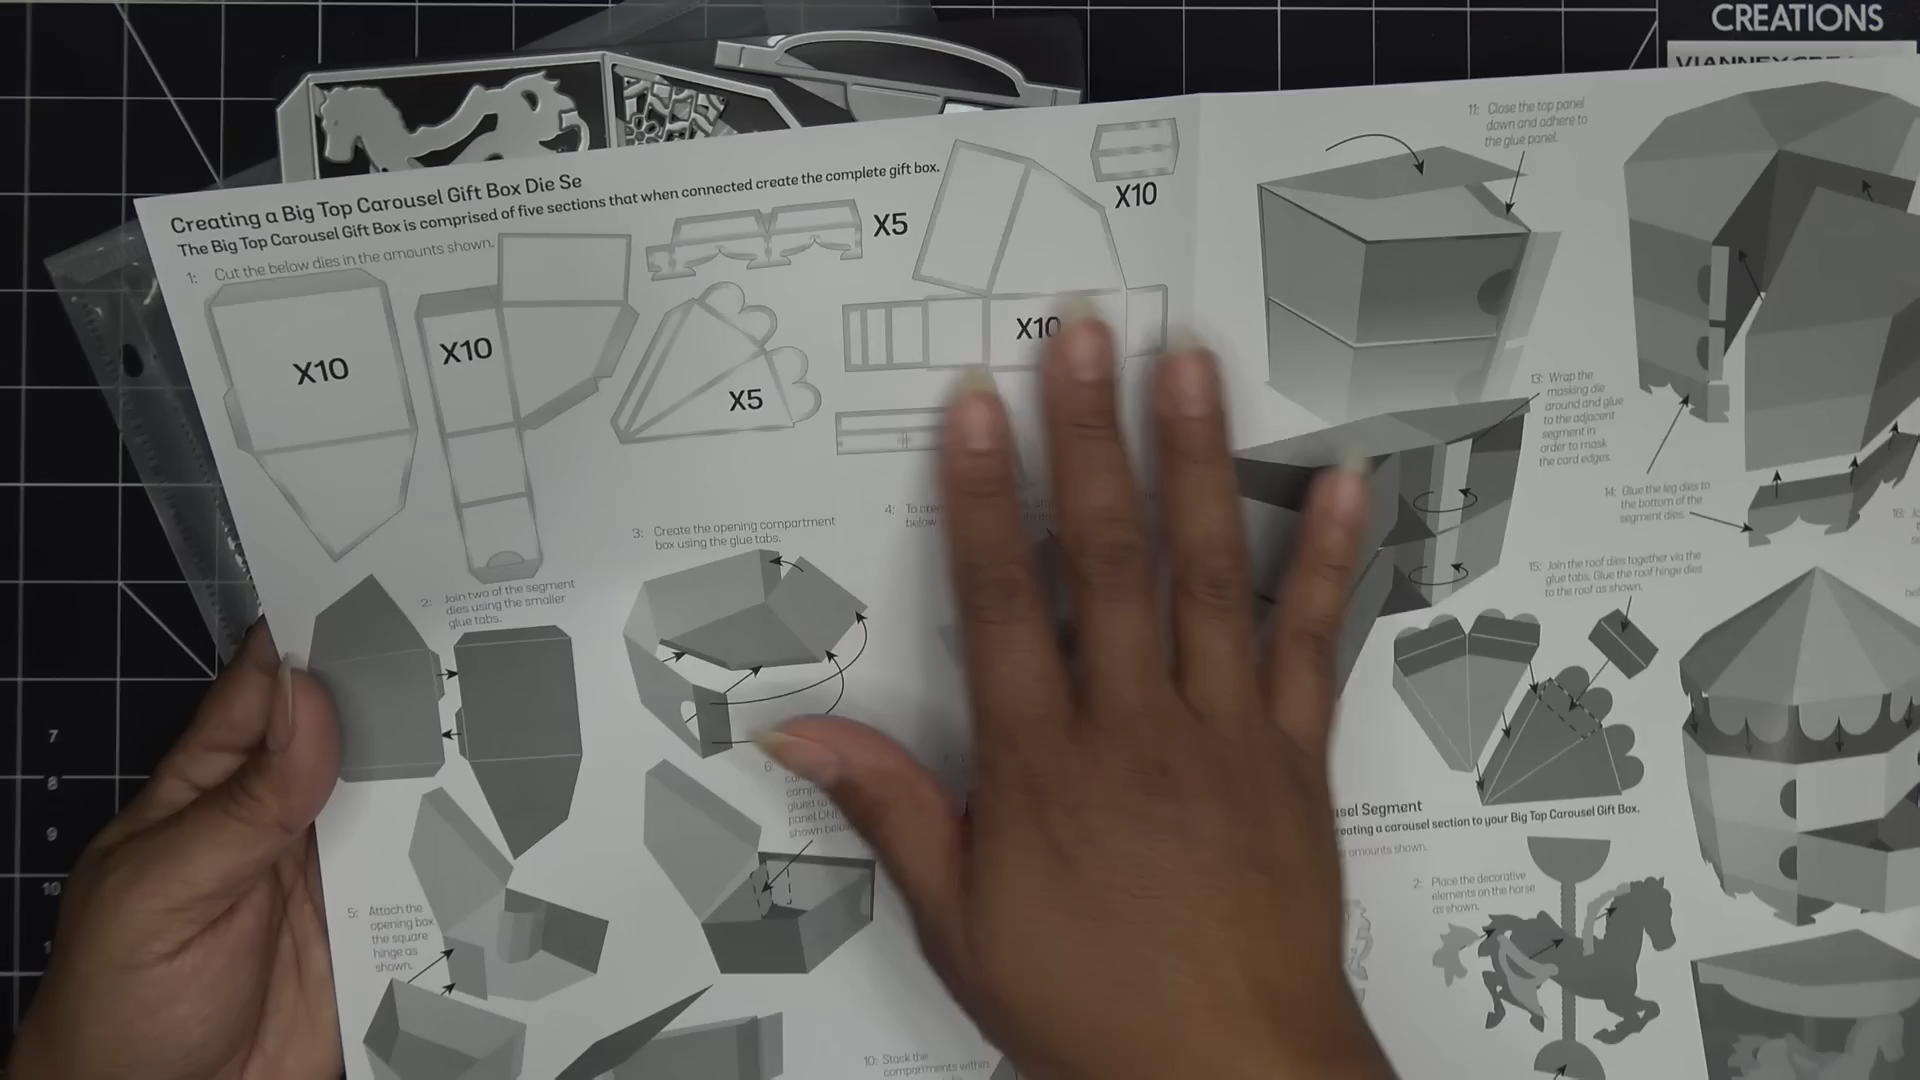 CREATIONS
Creating a Big Top Carousel Gift Box Die Se
The Big Top Carousel Gift Box is comprised of five sections that when connected create the complete gift box.
1: Cut the below dies in the amounts shown.
X10
X10
X5
X5
X10
X10
2: Join two of the segment
dies using the smaller
glue tabs.
3: Create the opening compartment
box using the glue tabs.
4: To
below
5: Attach the
opening box
the square
hinge as
shown.
6:
glued to
panel
shown below
10: Stack the
compartments within
11: Close the top panel
down and adhere to
the glue panel.
13: Wrap the
masking die
around and glue
to the adjacent
segment in
order to mask
the card edges.
14: Glue the leg dies to
the bottom of the
segment dies.
15: Join the roof dies together via the
glue tabs. Glue the roof hinge dies
to the roof as shown.
16:
Segment
creating a carousel section to your Big Top Carousel Gift Box.
amounts shown.
2: Place the decorative
elements on the horse
as shown.
7
8
9
10